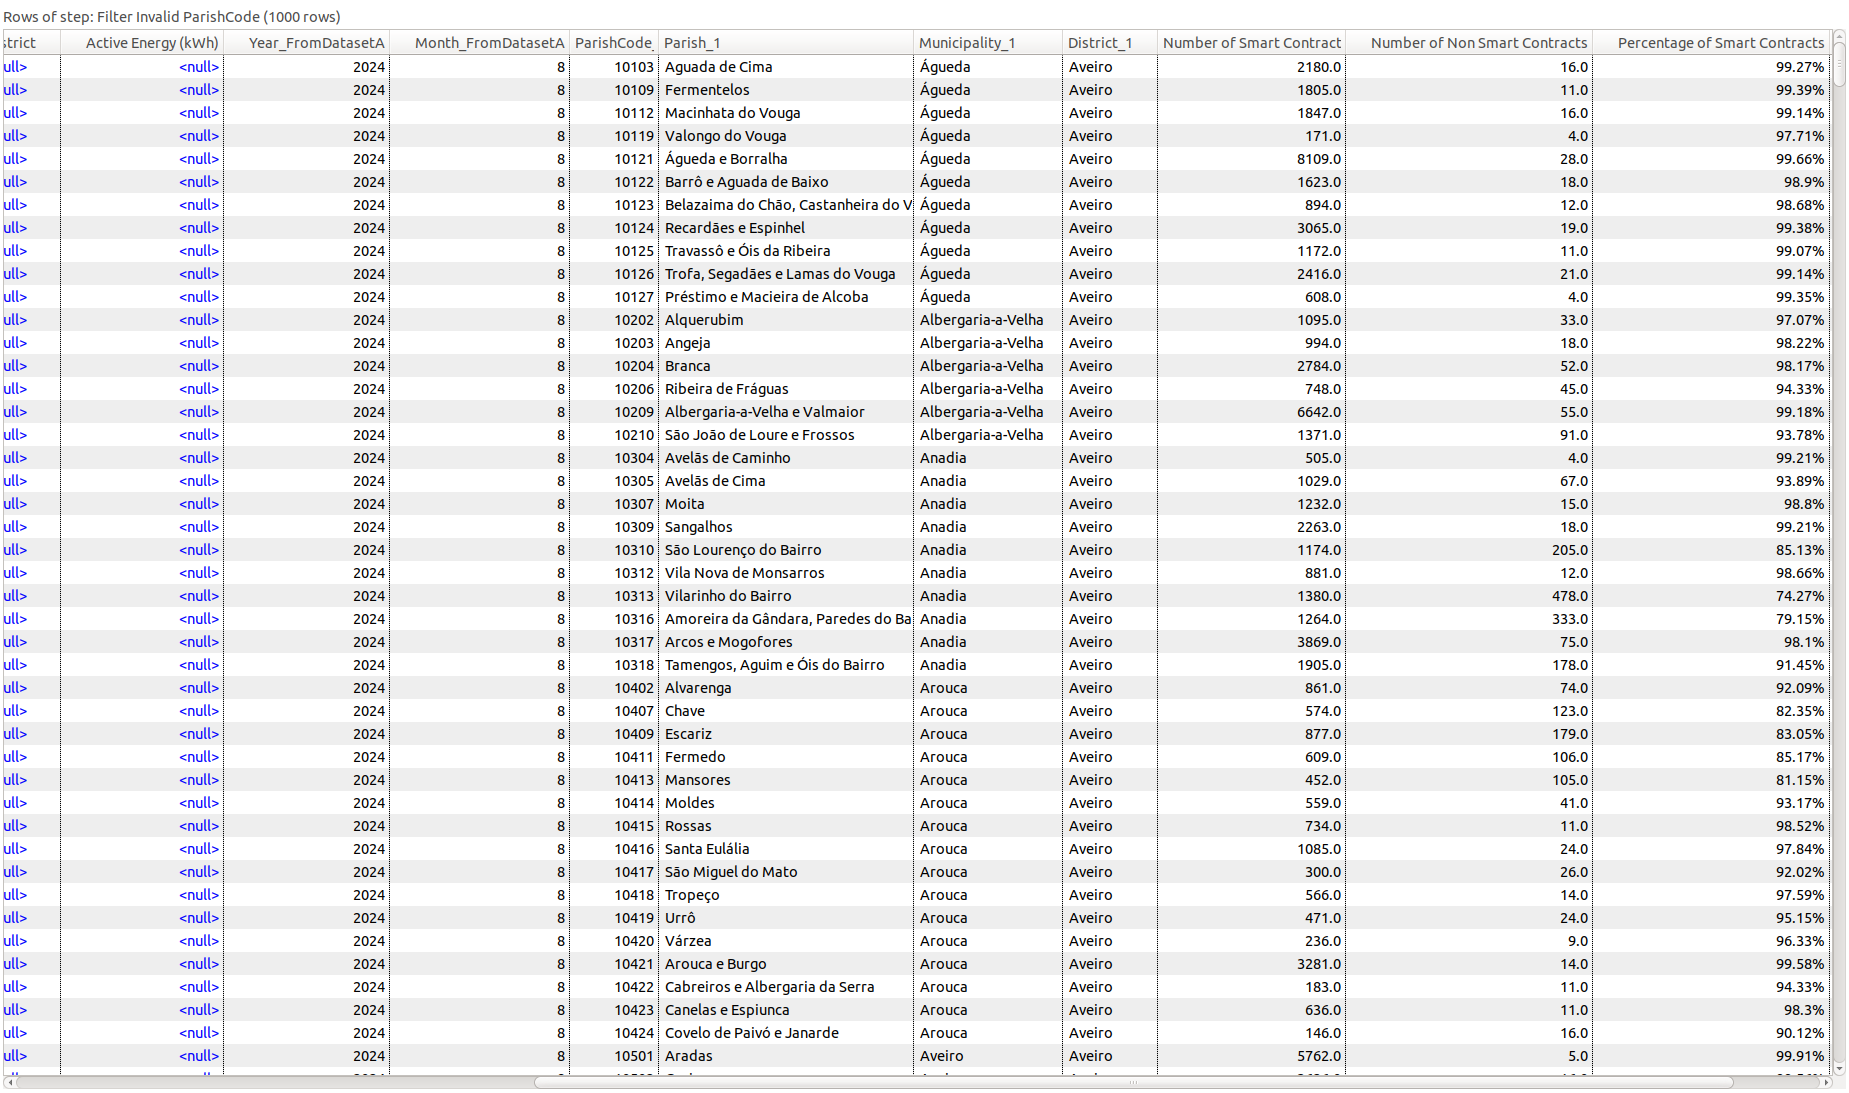 Rows of step: Filter Invalid ParishCode (1000 rows)
strict Active Energy (kWh) Year_FromDatasetA Month_FromDatasetA ParishCode_ Parish_1 Municipality_1 District_1 Number of Smart Contract Number of Non Smart Contracts Percentage of Smart Contracts
ull> <null> 2024 8 10103 Aguada de Cima Águeda Aveiro 2180.0 16.0 99.27%
ull> <null> 2024 8 10109 Fermentelos Águeda Aveiro 1805.0 11.0 99.39%
ull> <null> 2024 8 10112 Macinhata do Vouga Águeda Aveiro 1847.0 16.0 99.14%
ull> <null> 2024 8 10119 Valongo do Vouga Águeda Aveiro 171.0 4.0 97.71%
ull> <null> 2024 8 10121 Águeda e Borralha Águeda Aveiro 8109.0 28.0 99.66%
ull> <null> 2024 8 10122 Barrô e Aguada de Baixo Águeda Aveiro 1623.0 18.0 98.9%
ull> <null> 2024 8 10123 Belazaima do Chão, Castanheira do V Águeda Aveiro 894.0 12.0 98.68%
ull> <null> 2024 8 10124 Recardães e Espinhel Águeda Aveiro 3065.0 19.0 99.38%
ull> <null> 2024 8 10125 Travassô e Óis da Ribeira Águeda Aveiro 1172.0 11.0 99.07%
ull> <null> 2024 8 10126 Trofa, Segadães e Lamas do Vouga Águeda Aveiro 2416.0 21.0 99.14%
ull> <null> 2024 8 10127 Préstimo e Macieira de Alcoba Águeda Aveiro 608.0 4.0 99.35%
ull> <null> 2024 8 10202 Alquerubim Albergaria-a-Velha Aveiro 1095.0 33.0 97.07%
ull> <null> 2024 8 10203 Angeja Albergaria-a-Velha Aveiro 994.0 18.0 98.22%
ull> <null> 2024 8 10204 Branca Albergaria-a-Velha Aveiro 2784.0 52.0 98.17%
ull> <null> 2024 8 10206 Ribeira de Fráguas Albergaria-a-Velha Aveiro 748.0 45.0 94.33%
ull> <null> 2024 8 10209 Albergaria-a-Velha e Valmaior Albergaria-a-Velha Aveiro 6642.0 55.0 99.18%
ull> <null> 2024 8 10210 São João de Loure e Frossos Albergaria-a-Velha Aveiro 1371.0 91.0 93.78%
ull> <null> 2024 8 10304 Avelãs de Caminho Anadia Aveiro 505.0 4.0 99.21%
ull> <null> 2024 8 10305 Avelãs de Cima Anadia Aveiro 1029.0 67.0 93.89%
ull> <null> 2024 8 10307 Moita Anadia Aveiro 1232.0 15.0 98.8%
ull> <null> 2024 8 10309 Sangalhos Anadia Aveiro 2263.0 18.0 99.21%
ull> <null> 2024 8 10310 São Lourenço do Bairro Anadia Aveiro 1174.0 205.0 85.13%
ull> <null> 2024 8 10312 Vila Nova de Monsarros Anadia Aveiro 881.0 12.0 98.66%
ull> <null> 2024 8 10313 Vilarinho do Bairro Anadia Aveiro 1380.0 478.0 74.27%
ull> <null> 2024 8 10316 Amoreira da Gândara, Paredes do Ba Anadia Aveiro 1264.0 333.0 79.15%
ull> <null> 2024 8 10317 Arcos e Mogofores Anadia Aveiro 3869.0 75.0 98.1%
ull> <null> 2024 8 10318 Tamengos, Aguim e Óis do Bairro Anadia Aveiro 1905.0 178.0 91.45%
ull> <null> 2024 8 10402 Alvarenga Arouca Aveiro 861.0 74.0 92.09%
ull> <null> 2024 8 10407 Chave Arouca Aveiro 574.0 123.0 82.35%
ull> <null> 2024 8 10409 Escariz Arouca Aveiro 877.0 179.0 83.05%
ull> <null> 2024 8 10411 Fermedo Arouca Aveiro 609.0 106.0 85.17%
ull> <null> 2024 8 10413 Mansores Arouca Aveiro 452.0 105.0 81.15%
ull> <null> 2024 8 10414 Moldes Arouca Aveiro 559.0 41.0 93.17%
ull> <null> 2024 8 10415 Rossas Arouca Aveiro 734.0 11.0 98.52%
ull> <null> 2024 8 10416 Santa Eulália Arouca Aveiro 1085.0 24.0 97.84%
ull> <null> 2024 8 10417 São Miguel do Mato Arouca Aveiro 300.0 26.0 92.02%
ull> <null> 2024 8 10418 Tropeço Arouca Aveiro 566.0 14.0 97.59%
ull> <null> 2024 8 10419 Urrô Arouca Aveiro 471.0 24.0 95.15%
ull> <null> 2024 8 10420 Várzea Arouca Aveiro 236.0 9.0 96.33%
ull> <null> 2024 8 10421 Arouca e Burgo Arouca Aveiro 3281.0 14.0 99.58%
ull> <null> 2024 8 10422 Cabreiros e Albergaria da Serra Arouca Aveiro 183.0 11.0 94.33%
ull> <null> 2024 8 10423 Canelas e Espiunca Arouca Aveiro 636.0 11.0 98.3%
ull> <null> 2024 8 10424 Covelo de Paivó e Janarde Arouca Aveiro 146.0 16.0 90.12%
ull> <null> 2024 8 10501 Aradas Aveiro Aveiro 5762.0 5.0 99.91%